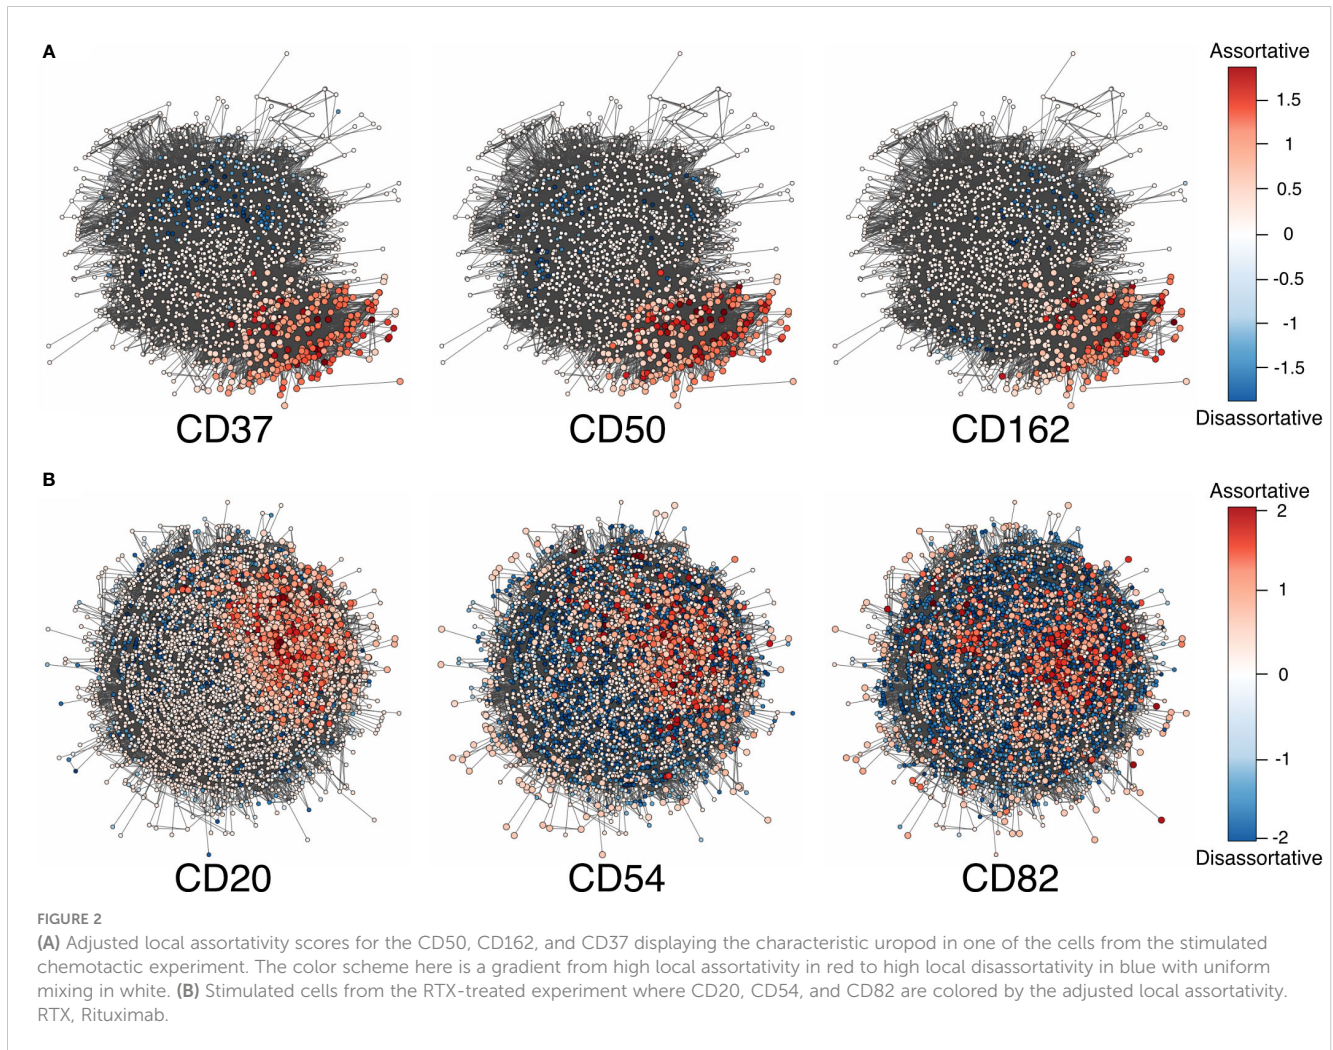 A
Assortative
1.5
1
0.5
0
-0.5
-1
-1.5
Disassortative
CD37
CD50
CD162
B
Assortative
2
1
0
-1
-2
Disassortative
CD20
CD54
CD82
FIGURE 2
(A) Adjusted local assortativity scores for the CD50, CD162, and CD37 displaying the characteristic uropod in one of the cells from the stimulated
chemotactic experiment. The color scheme here is a gradient from high local assortativity in red to high local disassortativity in blue with uniform
mixing in white. (B) Stimulated cells from the RTX-treated experiment where CD20, CD54, and CD82 are colored by the adjusted local assortativity.
RTX, Rituximab.